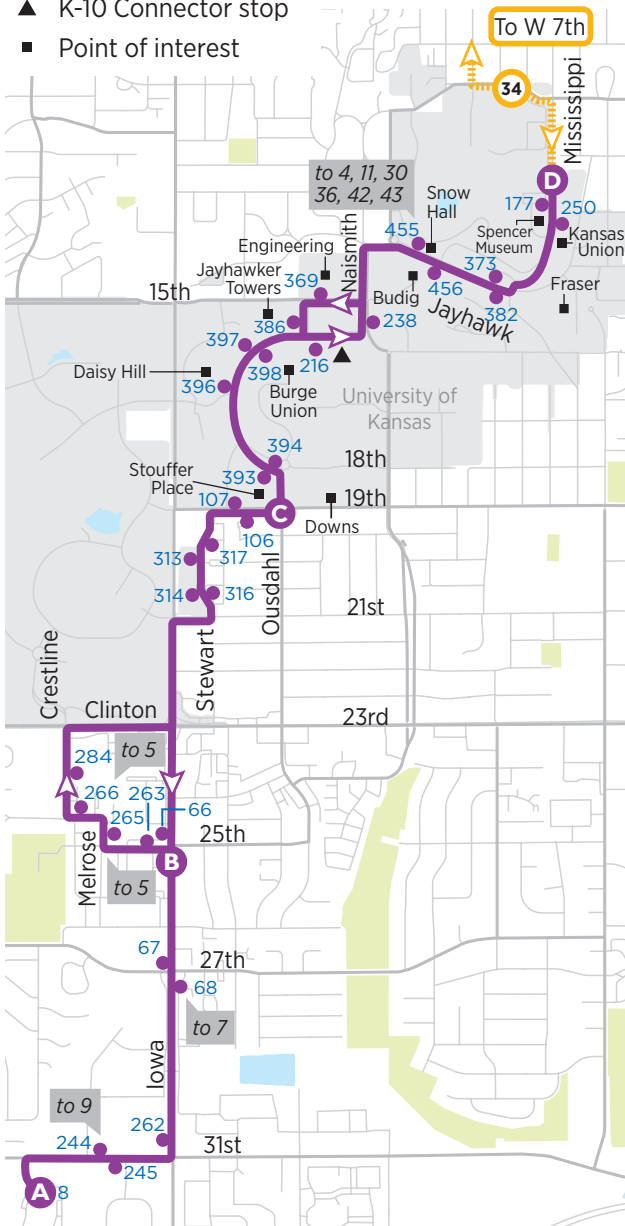 K-10 Connector stop
Point of interest
To W 7th
34
Mississippi
D
to 4, 11, 30
36, 42, 43
Snow
Hall
177
250
Spencer
Museum
Kansas
Union
455
Engineering
Naismith
373
Jayhawker
Towers
369
456
Budig
Fraser
15th
386
238
Jayhawk
382
397
216
Daisy Hill
398
396
Burge
Union
University of
Kansas
394
18th
Stouffer
Place
393
107
19th
C
Downs
106
313
317
Ousdahl
314
316
21st
Crestline
Stewart
Clinton
23rd
284
to 5
266
263
66
265
25th
Melrose
B
to 5
67
27th
68
to 7
Iowa
to 9
262
244
31st
245
A
8